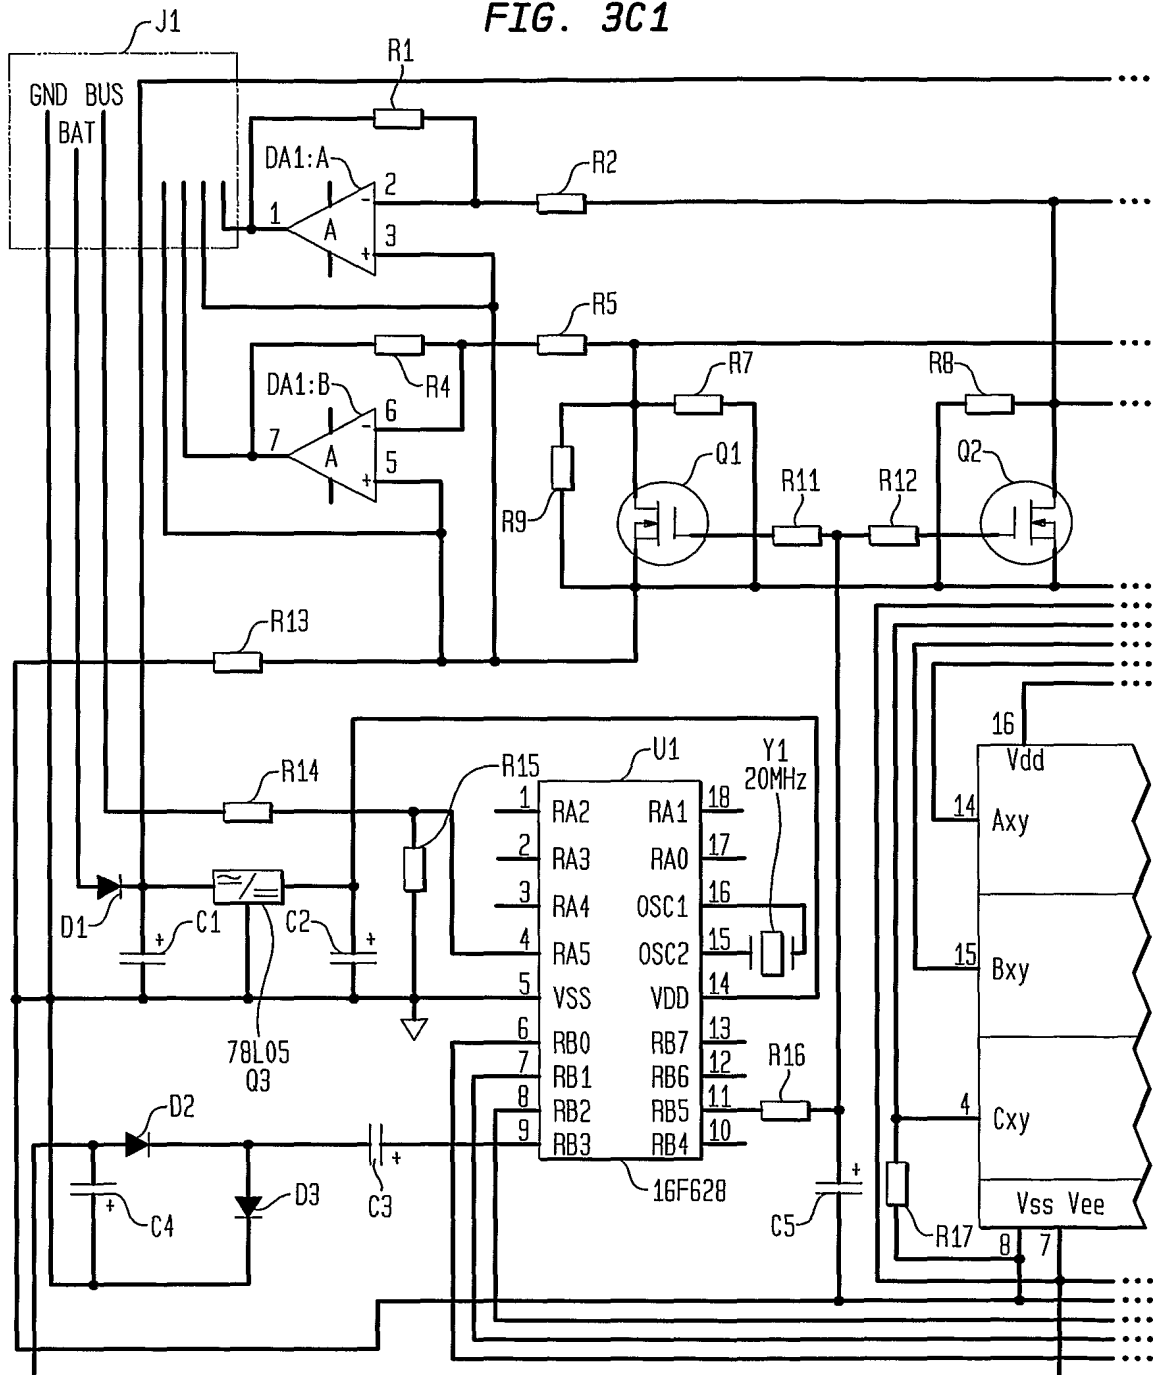 FIG. 3C1
J1
R1
GND BUS
BAT
DA1:A
R2
2
1
A
-
3
+
R5
R4
DA1:B
R7
R8
6
7
A
-
5
+
Q1
Q2
R11
R12
R9
R13
16
Vdd
U1
Y1
20MHz
R14
R15
1 RA2 RA1 18
14 Axy
2 RA3 RA0 17
3 RA4 OSC1 16
D1
C1 +
C2 +
4 RA5 OSC2 15
15 Bxy
5 VSS VDD 14
6 RB0 RB7 13
78L05
Q3
7 RB1 RB6 12
R16
8 RB2 RB5 11
4 Cxy
D2
9 RB3 RB4 10
C3 +
16F628
D3
C4 +
C5 +
R17
Vss Vee
8 7